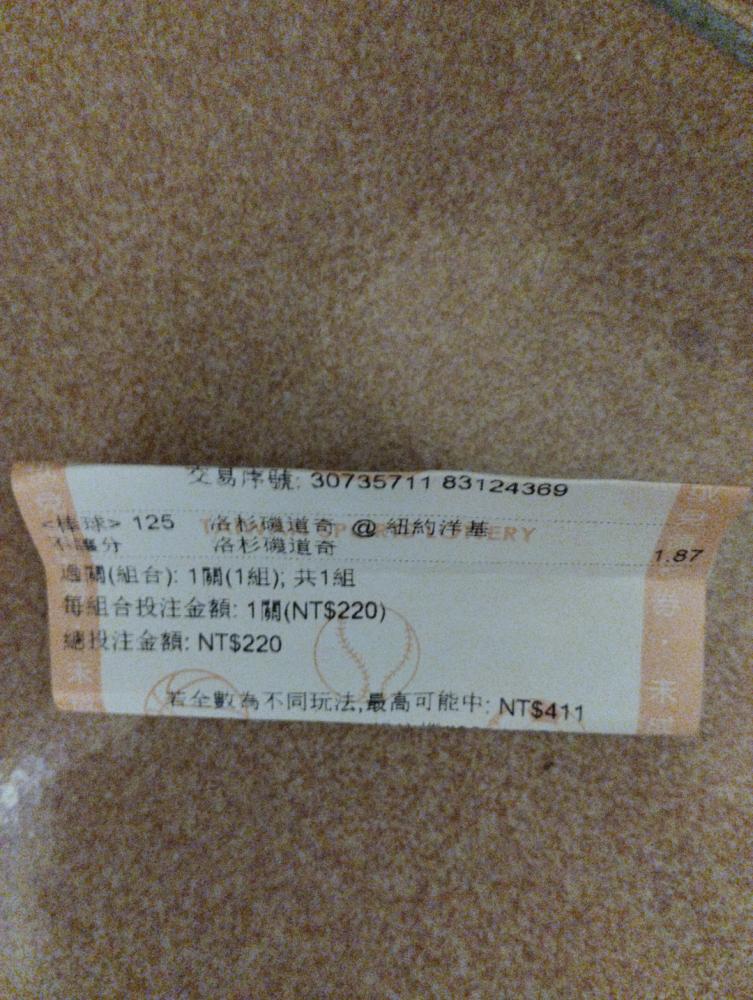 交易序號: 30735711 83124369
<棒球> 125 洛杉磯道奇 @ 紐約洋基
不讓分 洛杉磯道奇 1.87
過關(組合): 1關(1組); 共1組
每組合投注金額: 1關(NT$220)
總投注金額: NT$220
若全數為不同玩法,最高可能中: NT$411